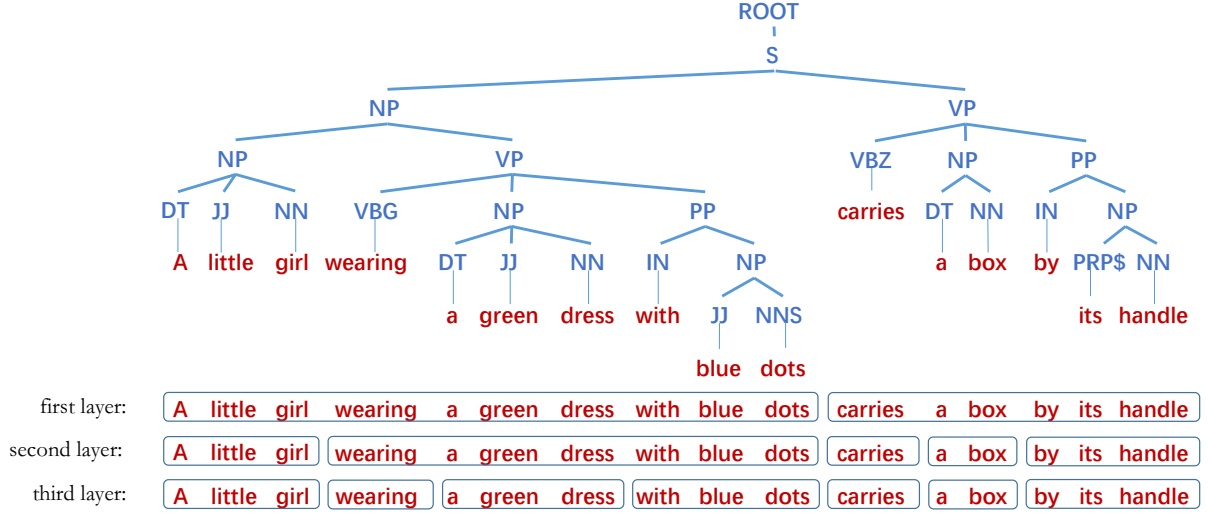 ROOT
S
NP VP
NP VP VBZ NP PP
DT JJ NN VBG NP PP carries DT NN IN NP
A little girl wearing DT JJ NN IN NP a box by PRP$ NN
a green dress with JJ NNS its handle
blue dots
first layer: A little girl wearing a green dress with blue dots carries a box by its handle
second layer: A little girl wearing a green dress with blue dots carries a box by its handle
third layer: A little girl wearing a green dress with blue dots carries a box by its handle